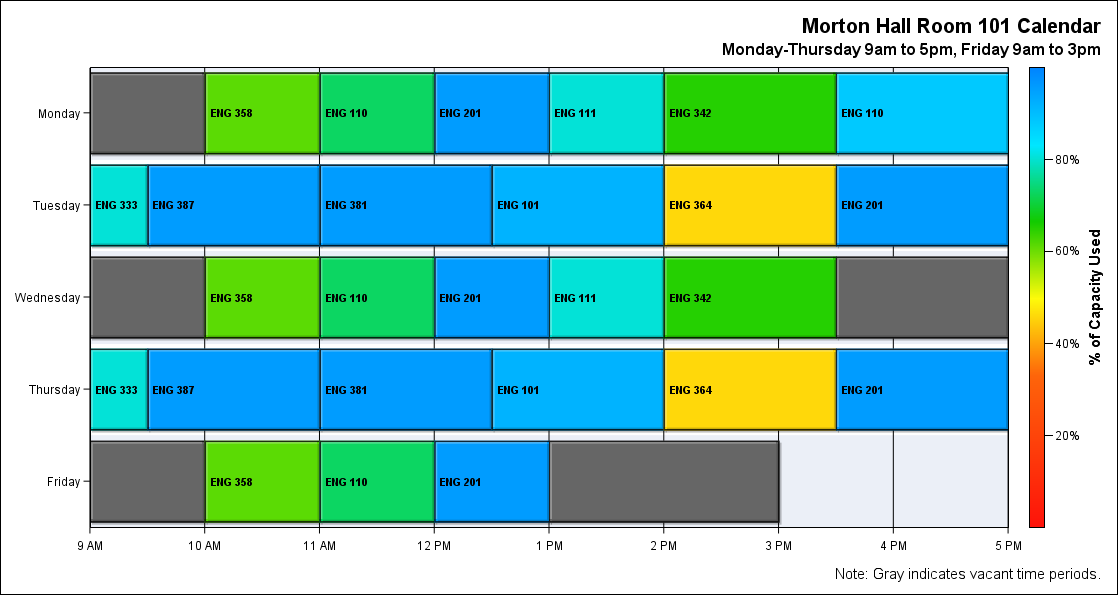 Morton Hall Room 101 Calendar
Monday-Thursday 9am to 5pm, Friday 9am to 3pm
Monday ENG 358 ENG 110 ENG 201 ENG 111 ENG 342 ENG 110
Tuesday ENG 333 ENG 387 ENG 381 ENG 101 ENG 364 ENG 201
Wednesday ENG 358 ENG 110 ENG 201 ENG 111 ENG 342
Thursday ENG 333 ENG 387 ENG 381 ENG 101 ENG 364 ENG 201
Friday ENG 358 ENG 110 ENG 201
9 AM 10 AM 11 AM 12 PM 1 PM 2 PM 3 PM 4 PM 5 PM
80%
60%
40%
20%
% of Capacity Used
Note: Gray indicates vacant time periods.